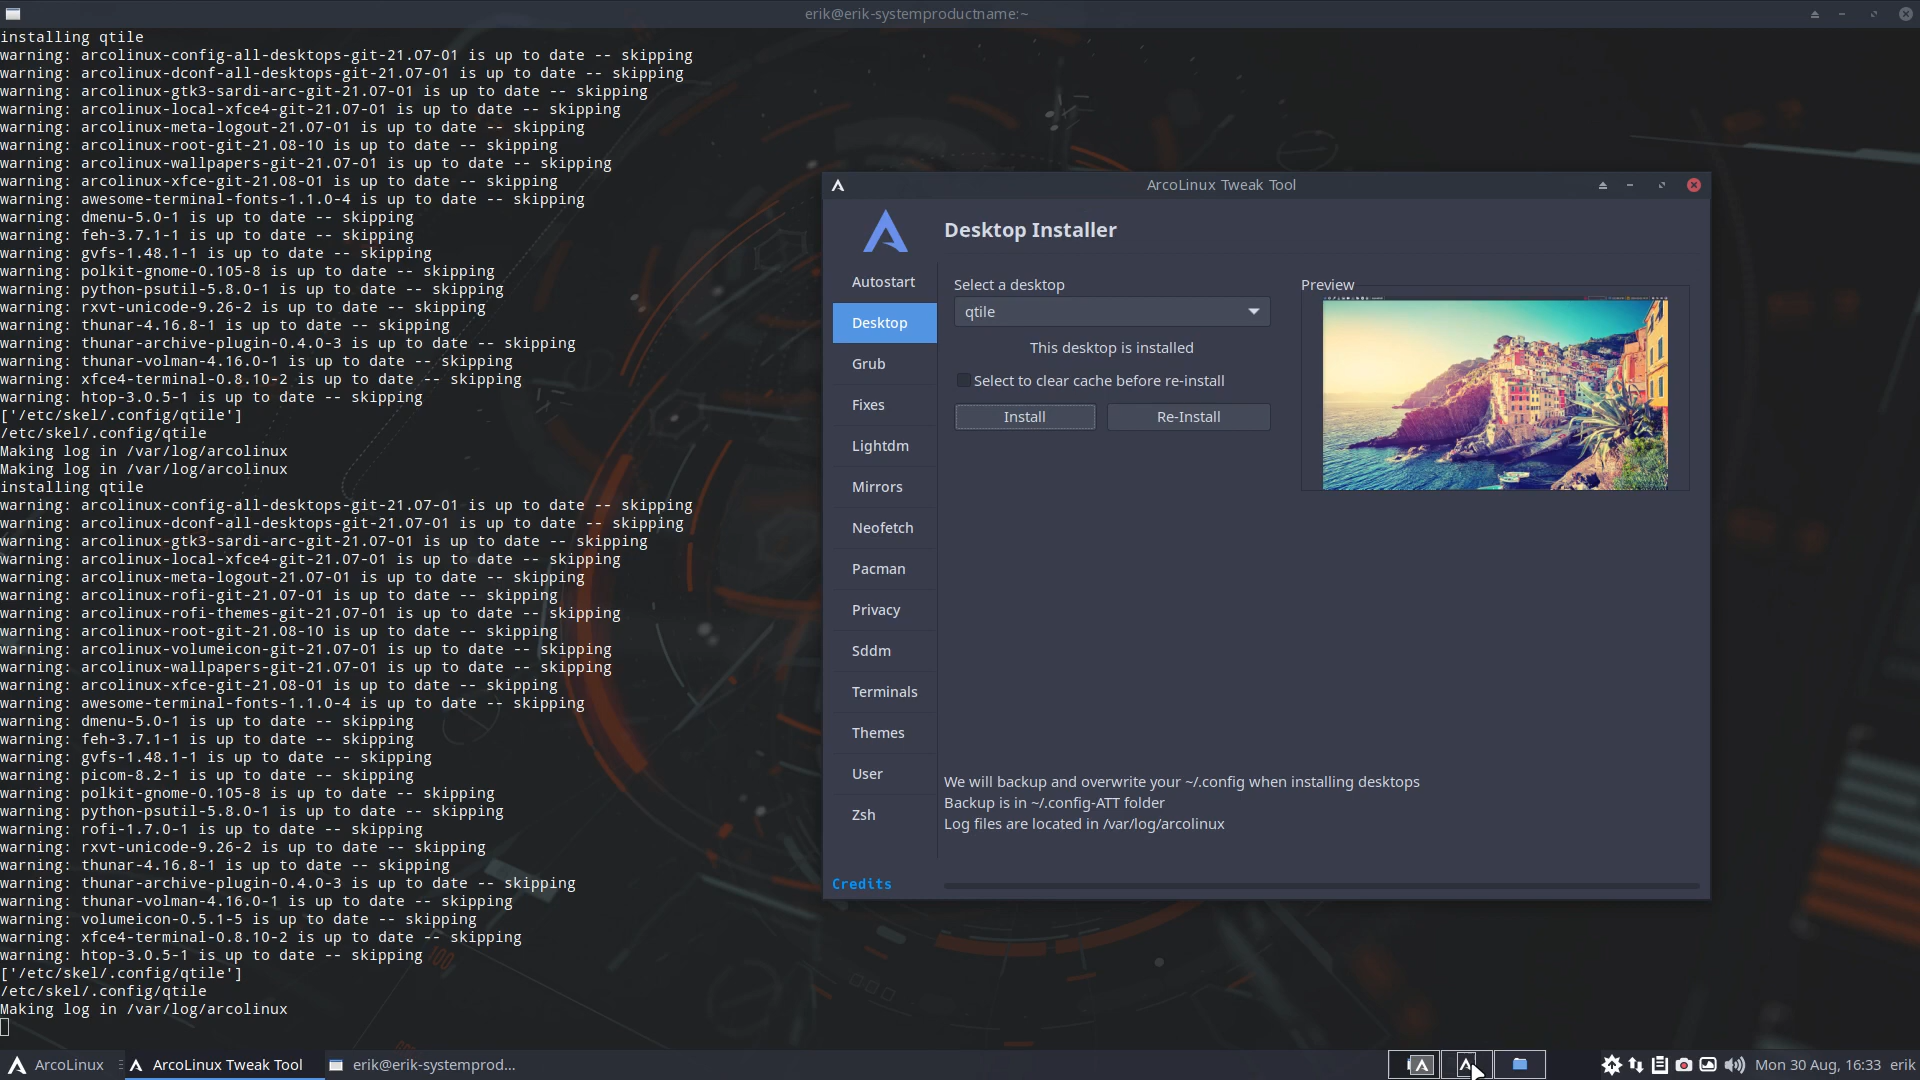 erik@erik-systemproductname:~
installing qtile
warning: arcolinux-config-all-desktops-git-21.07-01 is up to date -- skipping
warning: arcolinux-dconf-all-desktops-git-21.07-01 is up to date -- skipping
warning: arcolinux-gtk3-sardi-arc-git-21.07-01 is up to date -- skipping
warning: arcolinux-local-xfce4-git-21.07-01 is up to date -- skipping
warning: arcolinux-meta-logout-21.07-01 is up to date -- skipping
warning: arcolinux-root-git-21.08-10 is up to date -- skipping
warning: arcolinux-wallpapers-git-21.07-01 is up to date -- skipping
warning: arcolinux-xfce-git-21.08-01 is up to date -- skipping
warning: awesome-terminal-fonts-1.1.0-4 is up to date -- skipping
warning: dmenu-5.0-1 is up to date -- skipping
warning: feh-3.7.1-1 is up to date -- skipping
warning: gvfs-1.48.1-1 is up to date -- skipping
warning: polkit-gnome-0.105-8 is up to date -- skipping
warning: python-psutil-5.8.0-1 is up to date -- skipping
warning: rxvt-unicode-9.26-2 is up to date -- skipping
warning: thunar-4.16.8-1 is up to date -- skipping
warning: thunar-archive-plugin-0.4.0-3 is up to date -- skipping
warning: thunar-volman-4.16.0-1 is up to date -- skipping
warning: xfce4-terminal-0.8.10-2 is up to date -- skipping
warning: htop-3.0.5-1 is up to date -- skipping
['/etc/skel/.config/qtile']
/etc/skel/.config/qtile
Making log in /var/log/arcolinux
Making log in /var/log/arcolinux
installing qtile
warning: arcolinux-config-all-desktops-git-21.07-01 is up to date -- skipping
warning: arcolinux-dconf-all-desktops-git-21.07-01 is up to date -- skipping
warning: arcolinux-gtk3-sardi-arc-git-21.07-01 is up to date -- skipping
warning: arcolinux-local-xfce4-git-21.07-01 is up to date -- skipping
warning: arcolinux-meta-logout-21.07-01 is up to date -- skipping
warning: arcolinux-rofi-git-21.07-01 is up to date -- skipping
warning: arcolinux-rofi-themes-git-21.07-01 is up to date -- skipping
warning: arcolinux-root-git-21.08-10 is up to date -- skipping
warning: arcolinux-volumeicon-git-21.07-01 is up to date -- skipping
warning: arcolinux-wallpapers-git-21.07-01 is up to date -- skipping
warning: arcolinux-xfce-git-21.08-01 is up to date -- skipping
warning: awesome-terminal-fonts-1.1.0-4 is up to date -- skipping
warning: dmenu-5.0-1 is up to date -- skipping
warning: feh-3.7.1-1 is up to date -- skipping
warning: gvfs-1.48.1-1 is up to date -- skipping
warning: picom-8.2-1 is up to date -- skipping
warning: polkit-gnome-0.105-8 is up to date -- skipping
warning: python-psutil-5.8.0-1 is up to date -- skipping
warning: rofi-1.7.0-1 is up to date -- skipping
warning: rxvt-unicode-9.26-2 is up to date -- skipping
warning: thunar-4.16.8-1 is up to date -- skipping
warning: thunar-archive-plugin-0.4.0-3 is up to date -- skipping
warning: thunar-volman-4.16.0-1 is up to date -- skipping
warning: volumeicon-0.5.1-5 is up to date -- skipping
warning: xfce4-terminal-0.8.10-2 is up to date -- skipping
warning: htop-3.0.5-1 is up to date -- skipping
['/etc/skel/.config/qtile']
/etc/skel/.config/qtile
Making log in /var/log/arcolinux
ArcoLinux Tweak Tool
Desktop Installer
Autostart
Desktop
Grub
Fixes
Lightdm
Mirrors
Neofetch
Pacman
Privacy
Sddm
Terminals
Themes
User
Zsh
Credits
Select a desktop
qtile
This desktop is installed
Select to clear cache before re-install
Install
Re-Install
Preview
We will backup and overwrite your ~/.config when installing desktops
Backup is in ~/.config-ATT folder
Log files are located in /var/log/arcolinux
100
ArcoLinux
ArcoLinux Tweak Tool
erik@erik-systemprod...
Mon 30 Aug, 16:33 erik